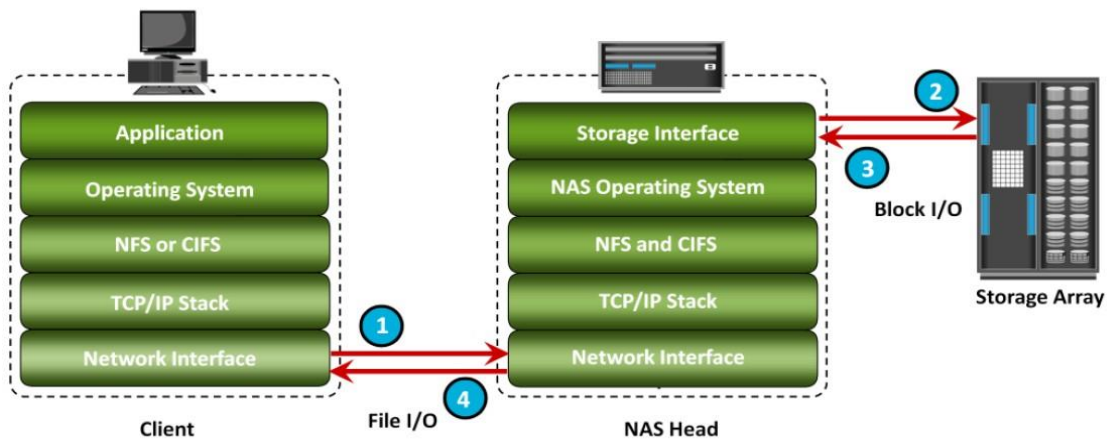 Application
Operating System
NFS or CIFS
TCP/IP Stack
Network Interface
Client
1
4
File I/O
Storage Interface
NAS Operating System
NFS and CIFS
TCP/IP Stack
Network Interface
NAS Head
2
3
Block I/O
Storage Array